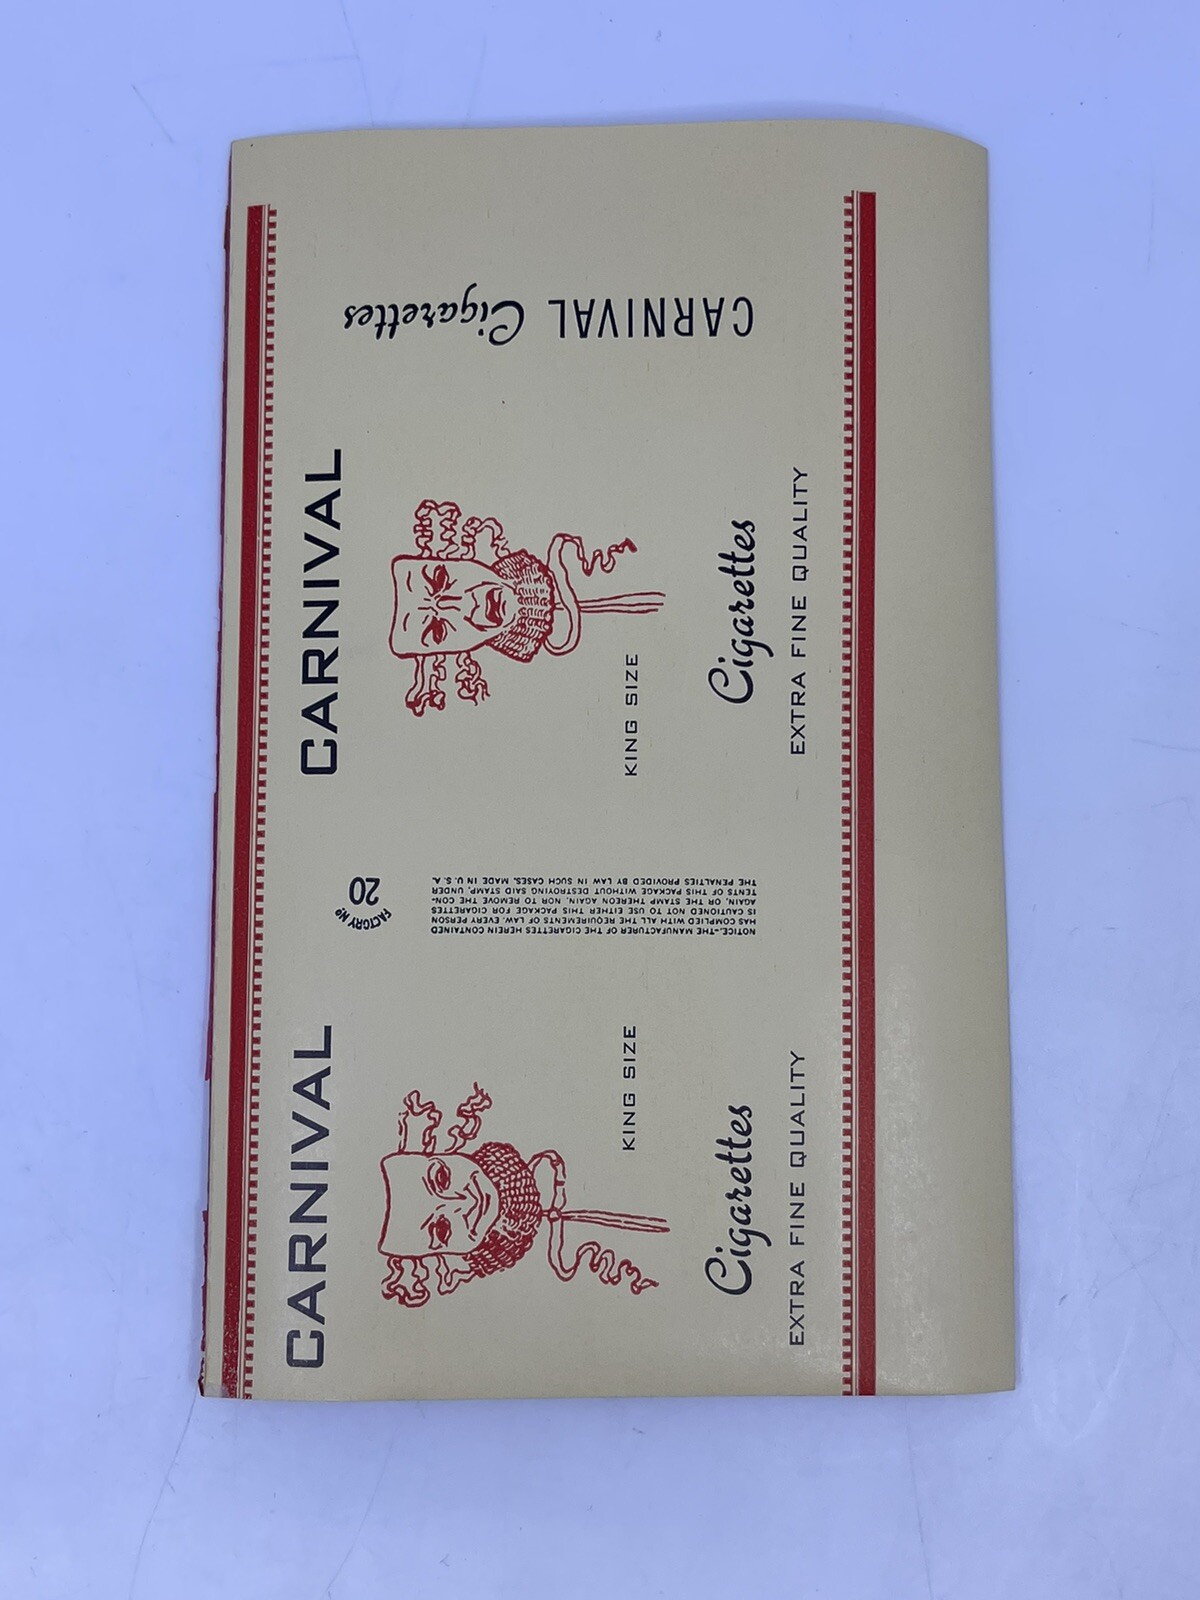 CARNIVAL Cigarettes
CARNIVAL
KING SIZE
Cigarettes
EXTRA FINE QUALITY
FACTORY Nº
20
NOTICE.—THE MANUFACTURER OF THE CIGARETTES HEREIN CONTAINED
HAS COMPLIED WITH ALL THE REQUIREMENTS OF LAW. EVERY PERSON
IS CAUTIONED NOT TO USE EITHER THIS PACKAGE FOR CIGARETTES
AGAIN, OR THE STAMP THEREON AGAIN, NOR TO REMOVE THE CON-
TENTS OF THIS PACKAGE WITHOUT DESTROYING SAID STAMP, UNDER
THE PENALTIES PROVIDED BY LAW IN SUCH CASES. MADE IN U. S. A.
CARNIVAL
KING SIZE
Cigarettes
EXTRA FINE QUALITY